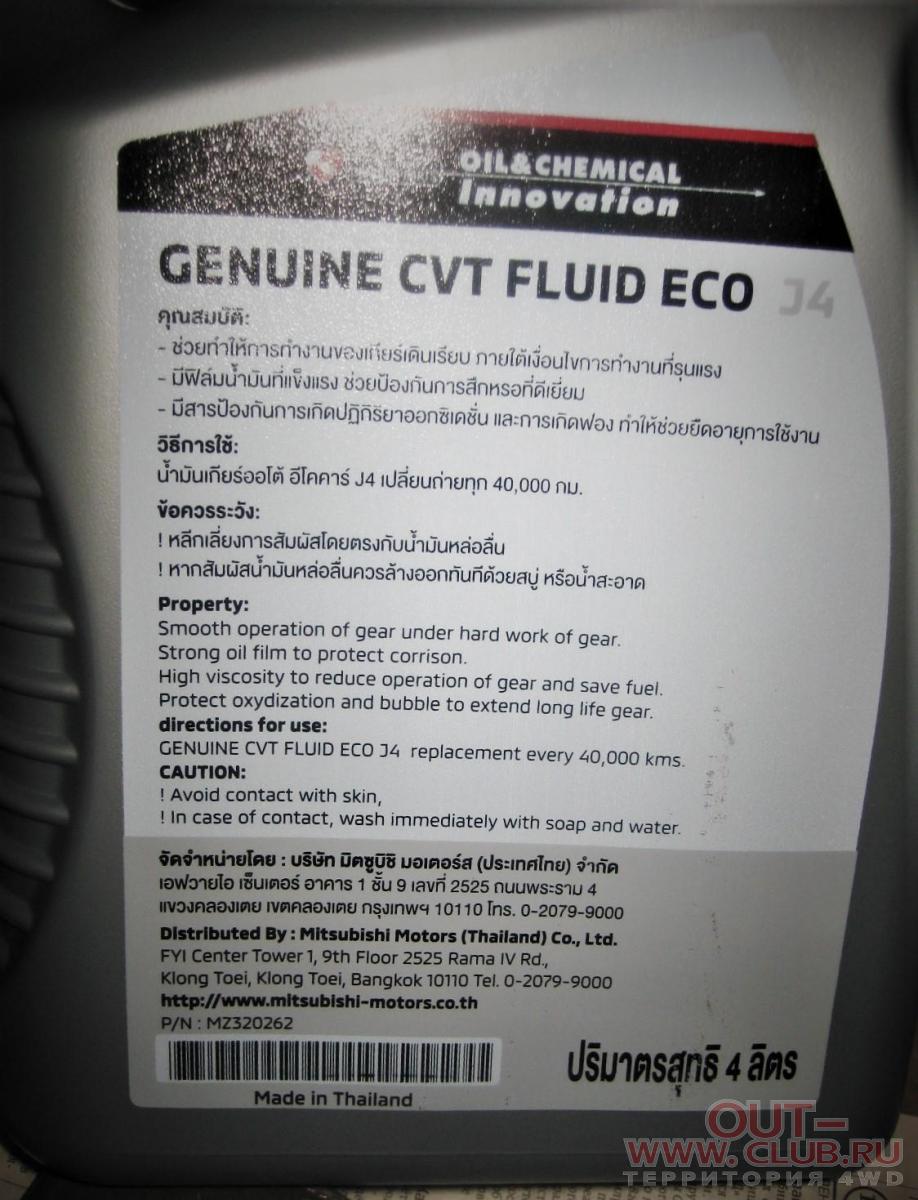 OIL&CHEMICAL
Innovation
GENUINE CVT FLUID ECO J4
คุณสมบัติ:
- ช่วยทำให้การทำงานของเกียร์เดินเรียบ ภายใต้เงื่อนไขการทำงานที่รุนแรง
- มีฟิล์มน้ำมันที่แข็งแรง ช่วยป้องกันการสึกหรอที่ดีเยี่ยม
- มีสารป้องกันการเกิดปฏิกิริยาออกซิเดชั่น และการเกิดฟอง ทำให้ช่วยยืดอายุการใช้งาน
วิธีการใช้:
น้ำมันเกียร์ออโต้ อีโคคาร์ J4 เปลี่ยนถ่ายทุก 40,000 กม.
ข้อควรระวัง:
! หลีกเลี่ยงการสัมผัสโดยตรงกับน้ำมันหล่อลื่น
! หากสัมผัสน้ำมันหล่อลื่นควรล้างออกทันทีด้วยสบู่ หรือน้ำสะอาด
Property:
Smooth operation of gear under hard work of gear.
Strong oil film to protect corrison.
High viscosity to reduce operation of gear and save fuel.
Protect oxydization and bubble to extend long life gear.
directions for use:
GENUINE CVT FLUID ECO J4 replacement every 40,000 kms.
CAUTION:
! Avoid contact with skin,
! In case of contact, wash immediately with soap and water.
จัดจำหน่ายโดย : บริษัท มิตซูบิชิ มอเตอร์ส (ประเทศไทย) จำกัด
เอฟวายไอ เซ็นเตอร์ อาคาร 1 ชั้น 9 เลขที่ 2525 ถนนพระราม 4
แขวงคลองเตย เขตคลองเตย กรุงเทพฯ 10110 โทร. 0-2079-9000
Distributed By : Mitsubishi Motors (Thailand) Co., Ltd.
FYI Center Tower 1, 9th Floor 2525 Rama IV Rd.,
Klong Toei, Klong Toei, Bangkok 10110 Tel. 0-2079-9000
http://www.mitsubishi-motors.co.th
P/N : MZ320262
ปริมาตรสุทธิ 4 ลิตร
Made in Thailand
OUT-
WWW.CLUB.RU
ТЕРРИТОРИЯ 4WD